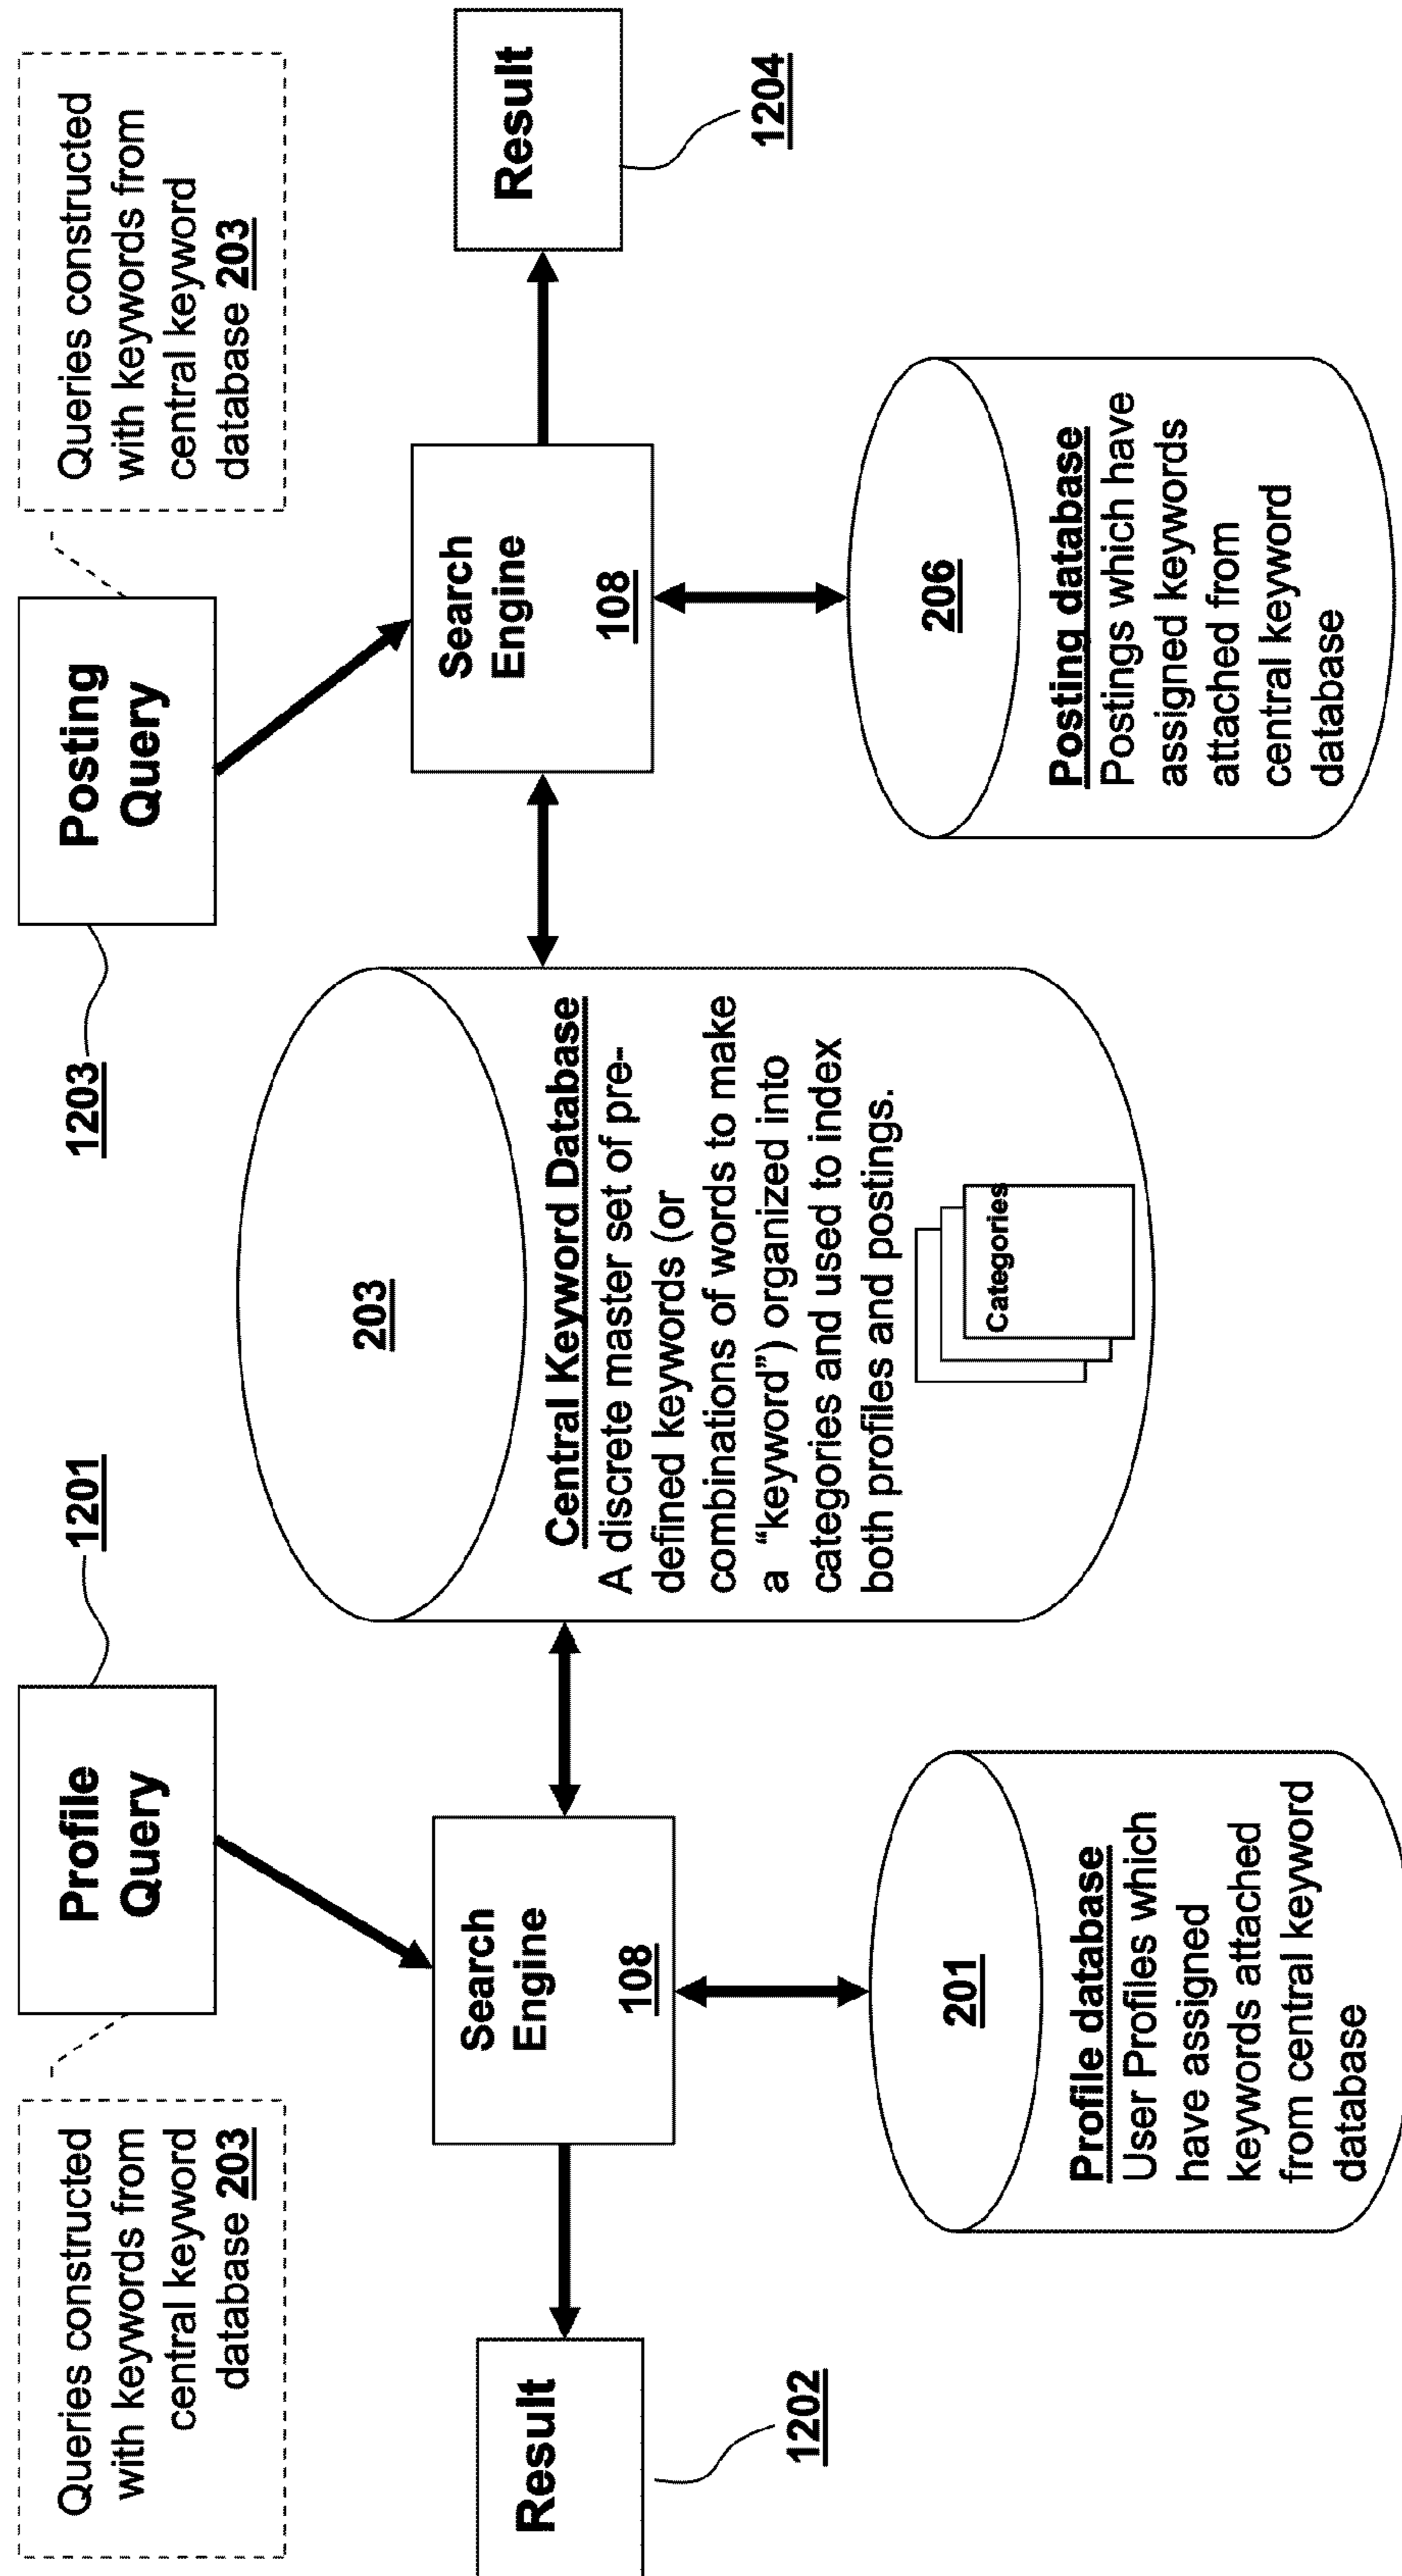 Queries constructed
with keywords from
central keyword
database 203
Profile
Query
1201
1203
Posting
Query
Queries constructed
with keywords from
central keyword
database 203
Result
1202
Search
Engine
108
203
Central Keyword Database
A discrete master set of pre-
defined keywords (or
combinations of words to make
a “keyword”) organized into
categories and used to index
both profiles and postings.
Categories
Search
Engine
108
Result
1204
201
Profile database
User Profiles which
have assigned
keywords attached
from central keyword
database
206
Posting database
Postings which have
assigned keywords
attached from
central keyword
database